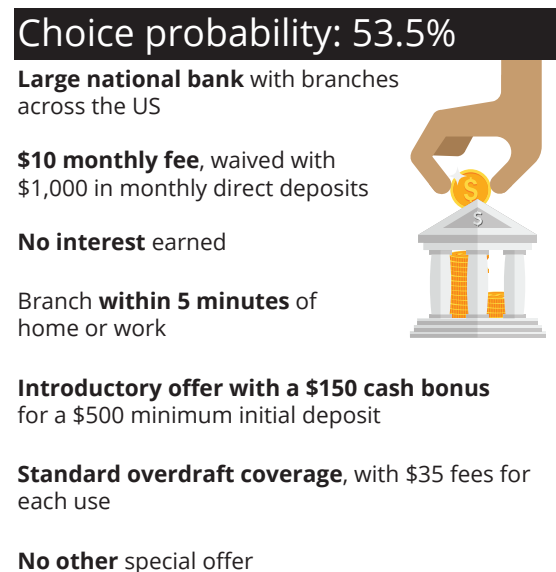 Choice probability: 53.5%
Large national bank with branches
across the US
$10 monthly fee, waived with
$1,000 in monthly direct deposits
$
$
No interest earned
Branch within 5 minutes of
home or work
Introductory offer with a $150 cash bonus
for a $500 minimum initial deposit
Standard overdraft coverage, with $35 fees for
each use
No other special offer